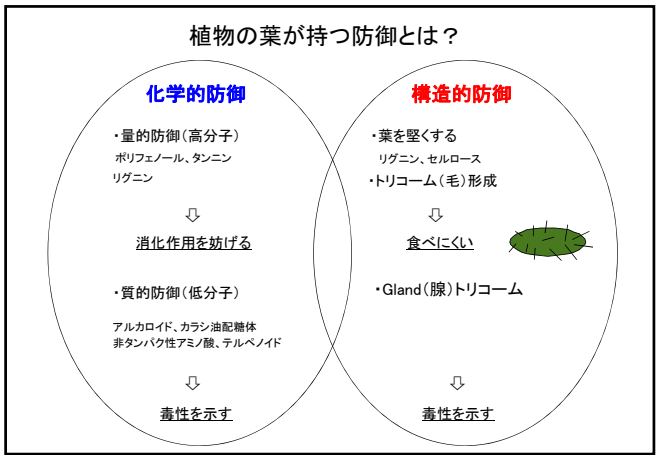 植物の葉が持つ防御とは？
化学的防御
・量的防御（高分子）
ポリフェノール、タンニン
リグニン
⇩
消化作用を妨げる
・質的防御（低分子）
アルカロイド、カラシ油配糖体
非タンパク性アミノ酸、テルペノイド
⇩
毒性を示す
構造的防御
・葉を堅くする
リグニン、セルロース
・トリコーム（毛）形成
⇩
食べにくい
・Gland（腺）トリコーム
⇩
毒性を示す